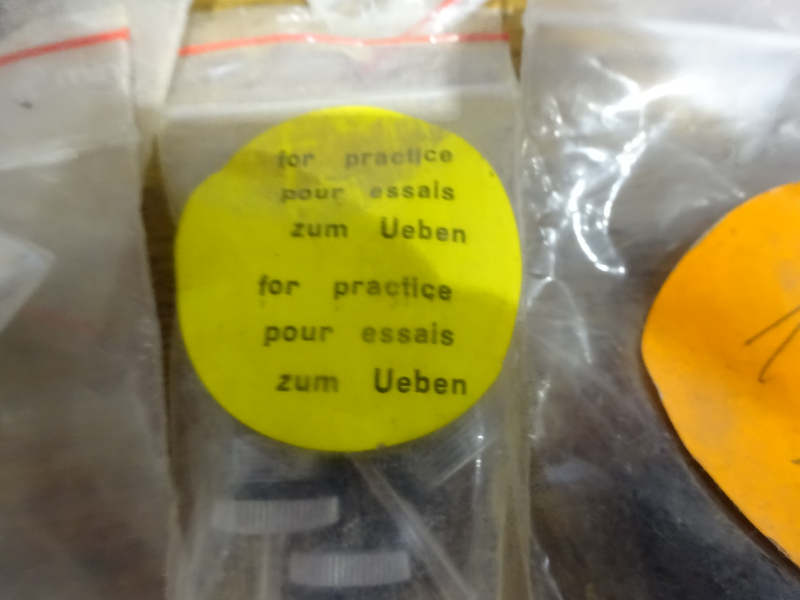 for practice
pour essais
zum Ueben
for practice
pour essais
zum Ueben